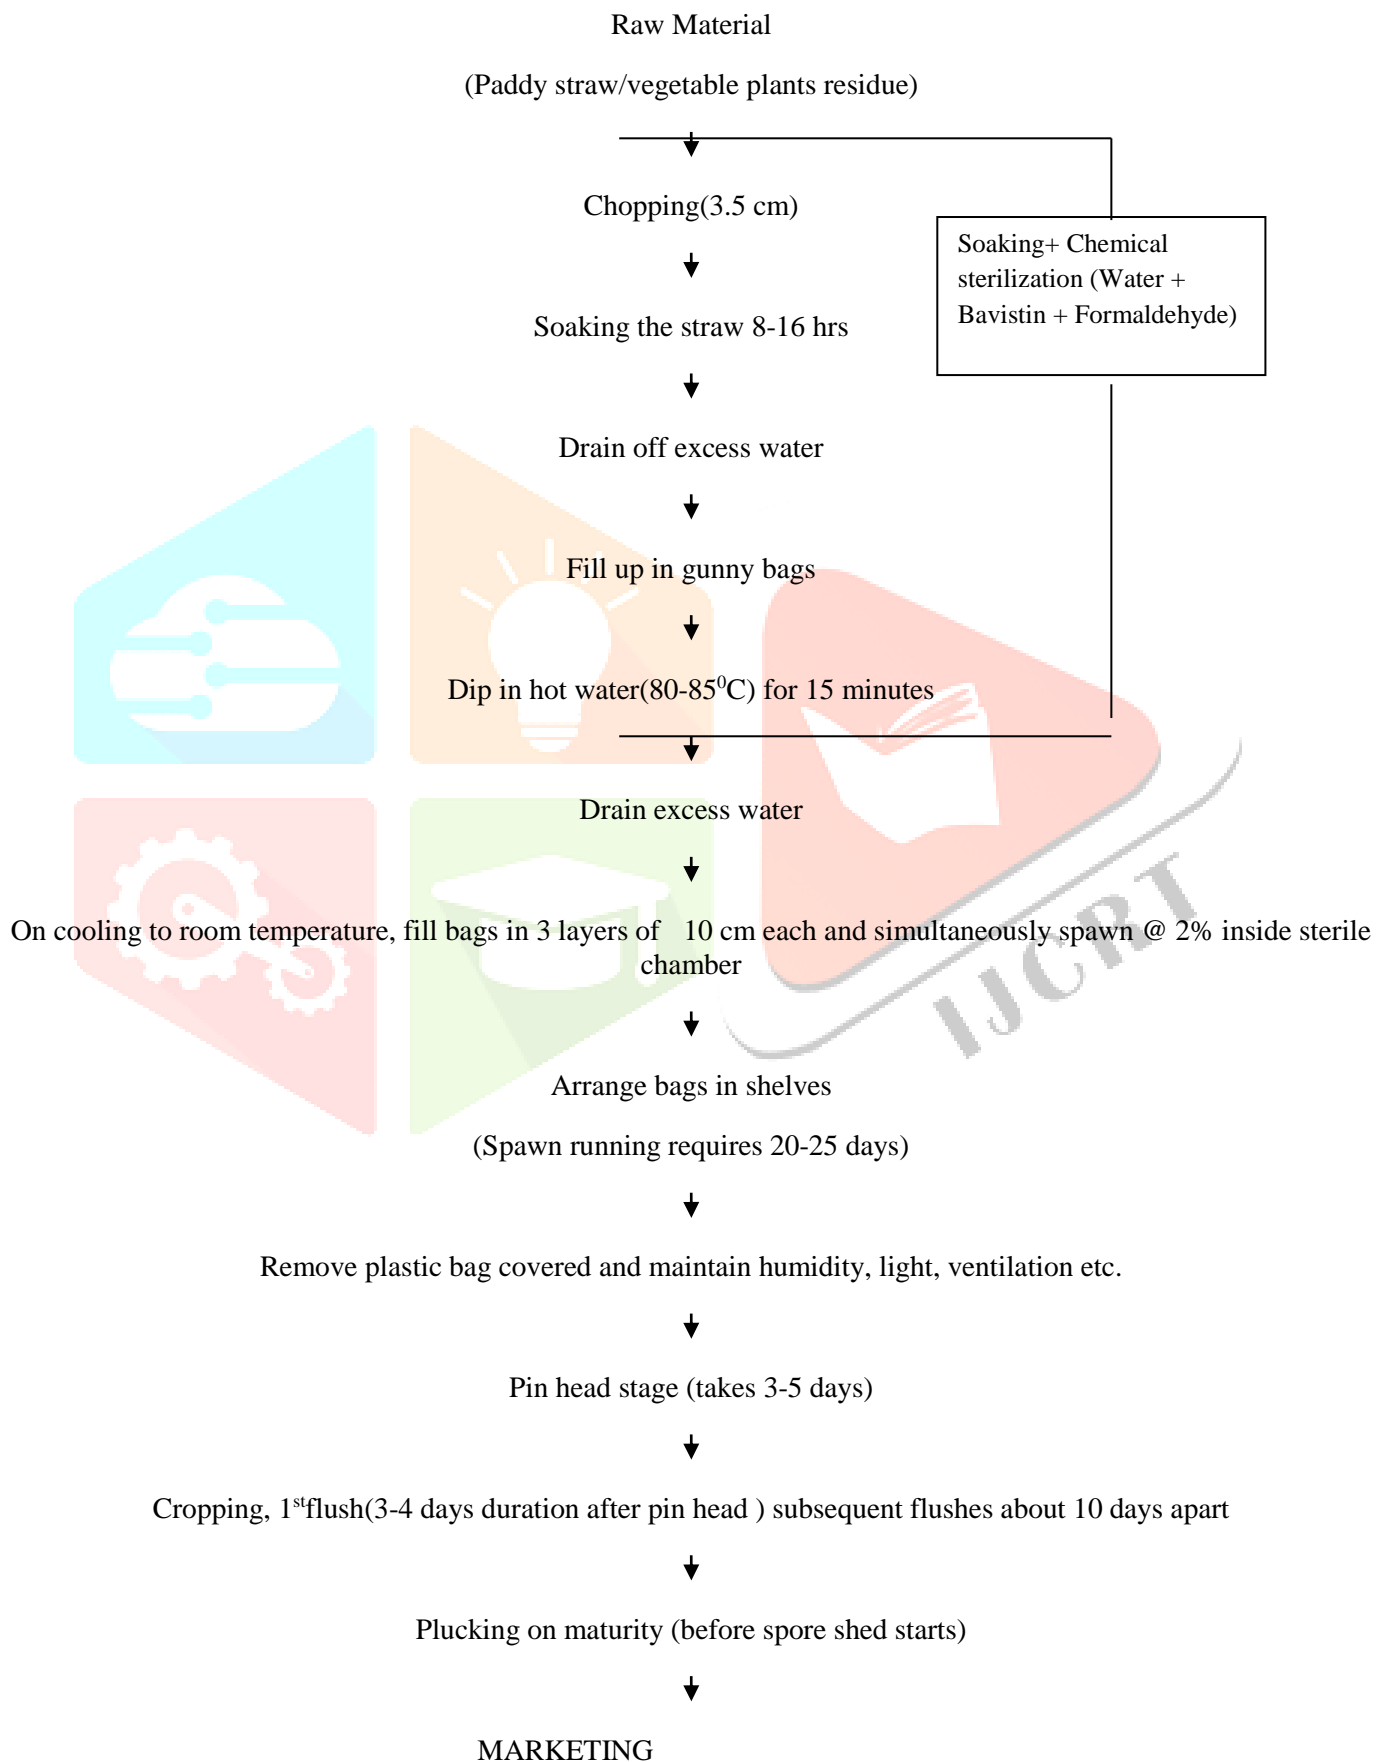 Raw Material
(Paddy straw/vegetable plants residue)
Chopping(3.5 cm)
Soaking+ Chemical
sterilization (Water +
Bavistin + Formaldehyde)
Soaking the straw 8-16 hrs
Drain off excess water
Fill up in gunny bags
Dip in hot water(80-85⁰C) for 15 minutes
Drain excess water
On cooling to room temperature, fill bags in 3 layers of 10 cm each and simultaneously spawn @ 2% inside sterile
chamber
IJCRT
Arrange bags in shelves
(Spawn running requires 20-25 days)
Remove plastic bag covered and maintain humidity, light, ventilation etc.
Pin head stage (takes 3-5 days)
Cropping, 1ˢᵗflush(3-4 days duration after pin head ) subsequent flushes about 10 days apart
Plucking on maturity (before spore shed starts)
MARKETING